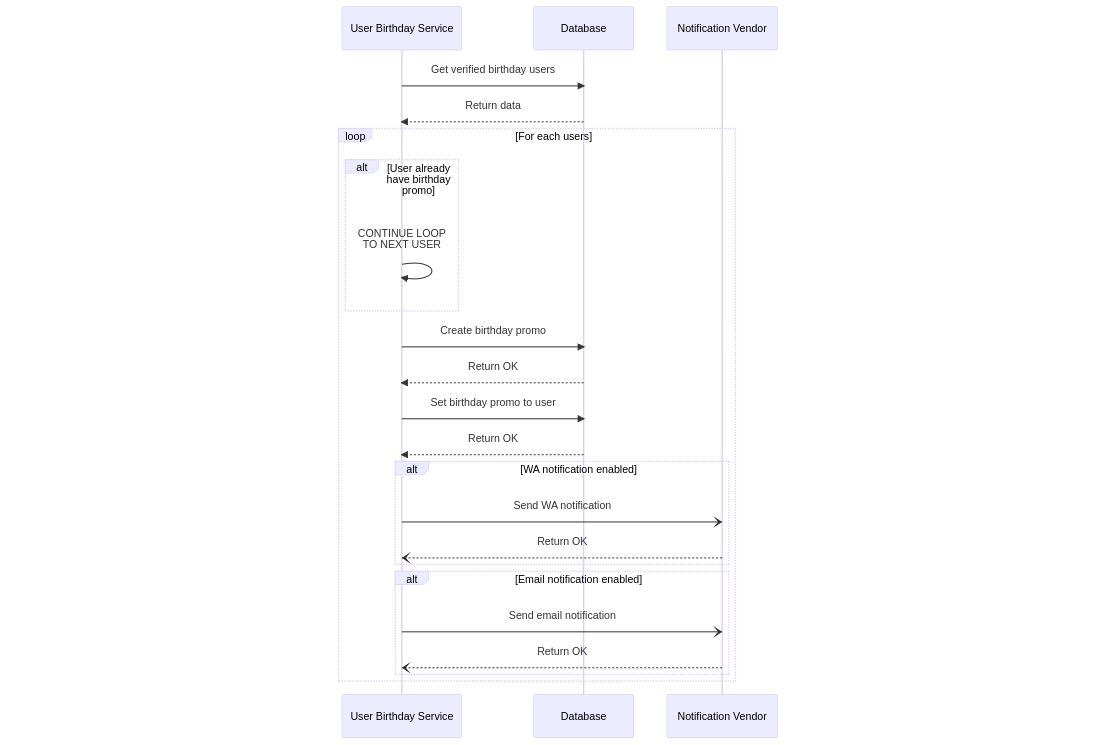 User Birthday Service
Database
Notification Vendor
Get verified birthday users
Return data
loop
[For each users]
alt
[User already
have birthday
promo]
CONTINUE LOOP
TO NEXT USER
Create birthday promo
Return OK
Set birthday promo to user
Return OK
alt
[WA notification enabled]
Send WA notification
Return OK
alt
[Email notification enabled]
Send email notification
Return OK
User Birthday Service
Database
Notification Vendor